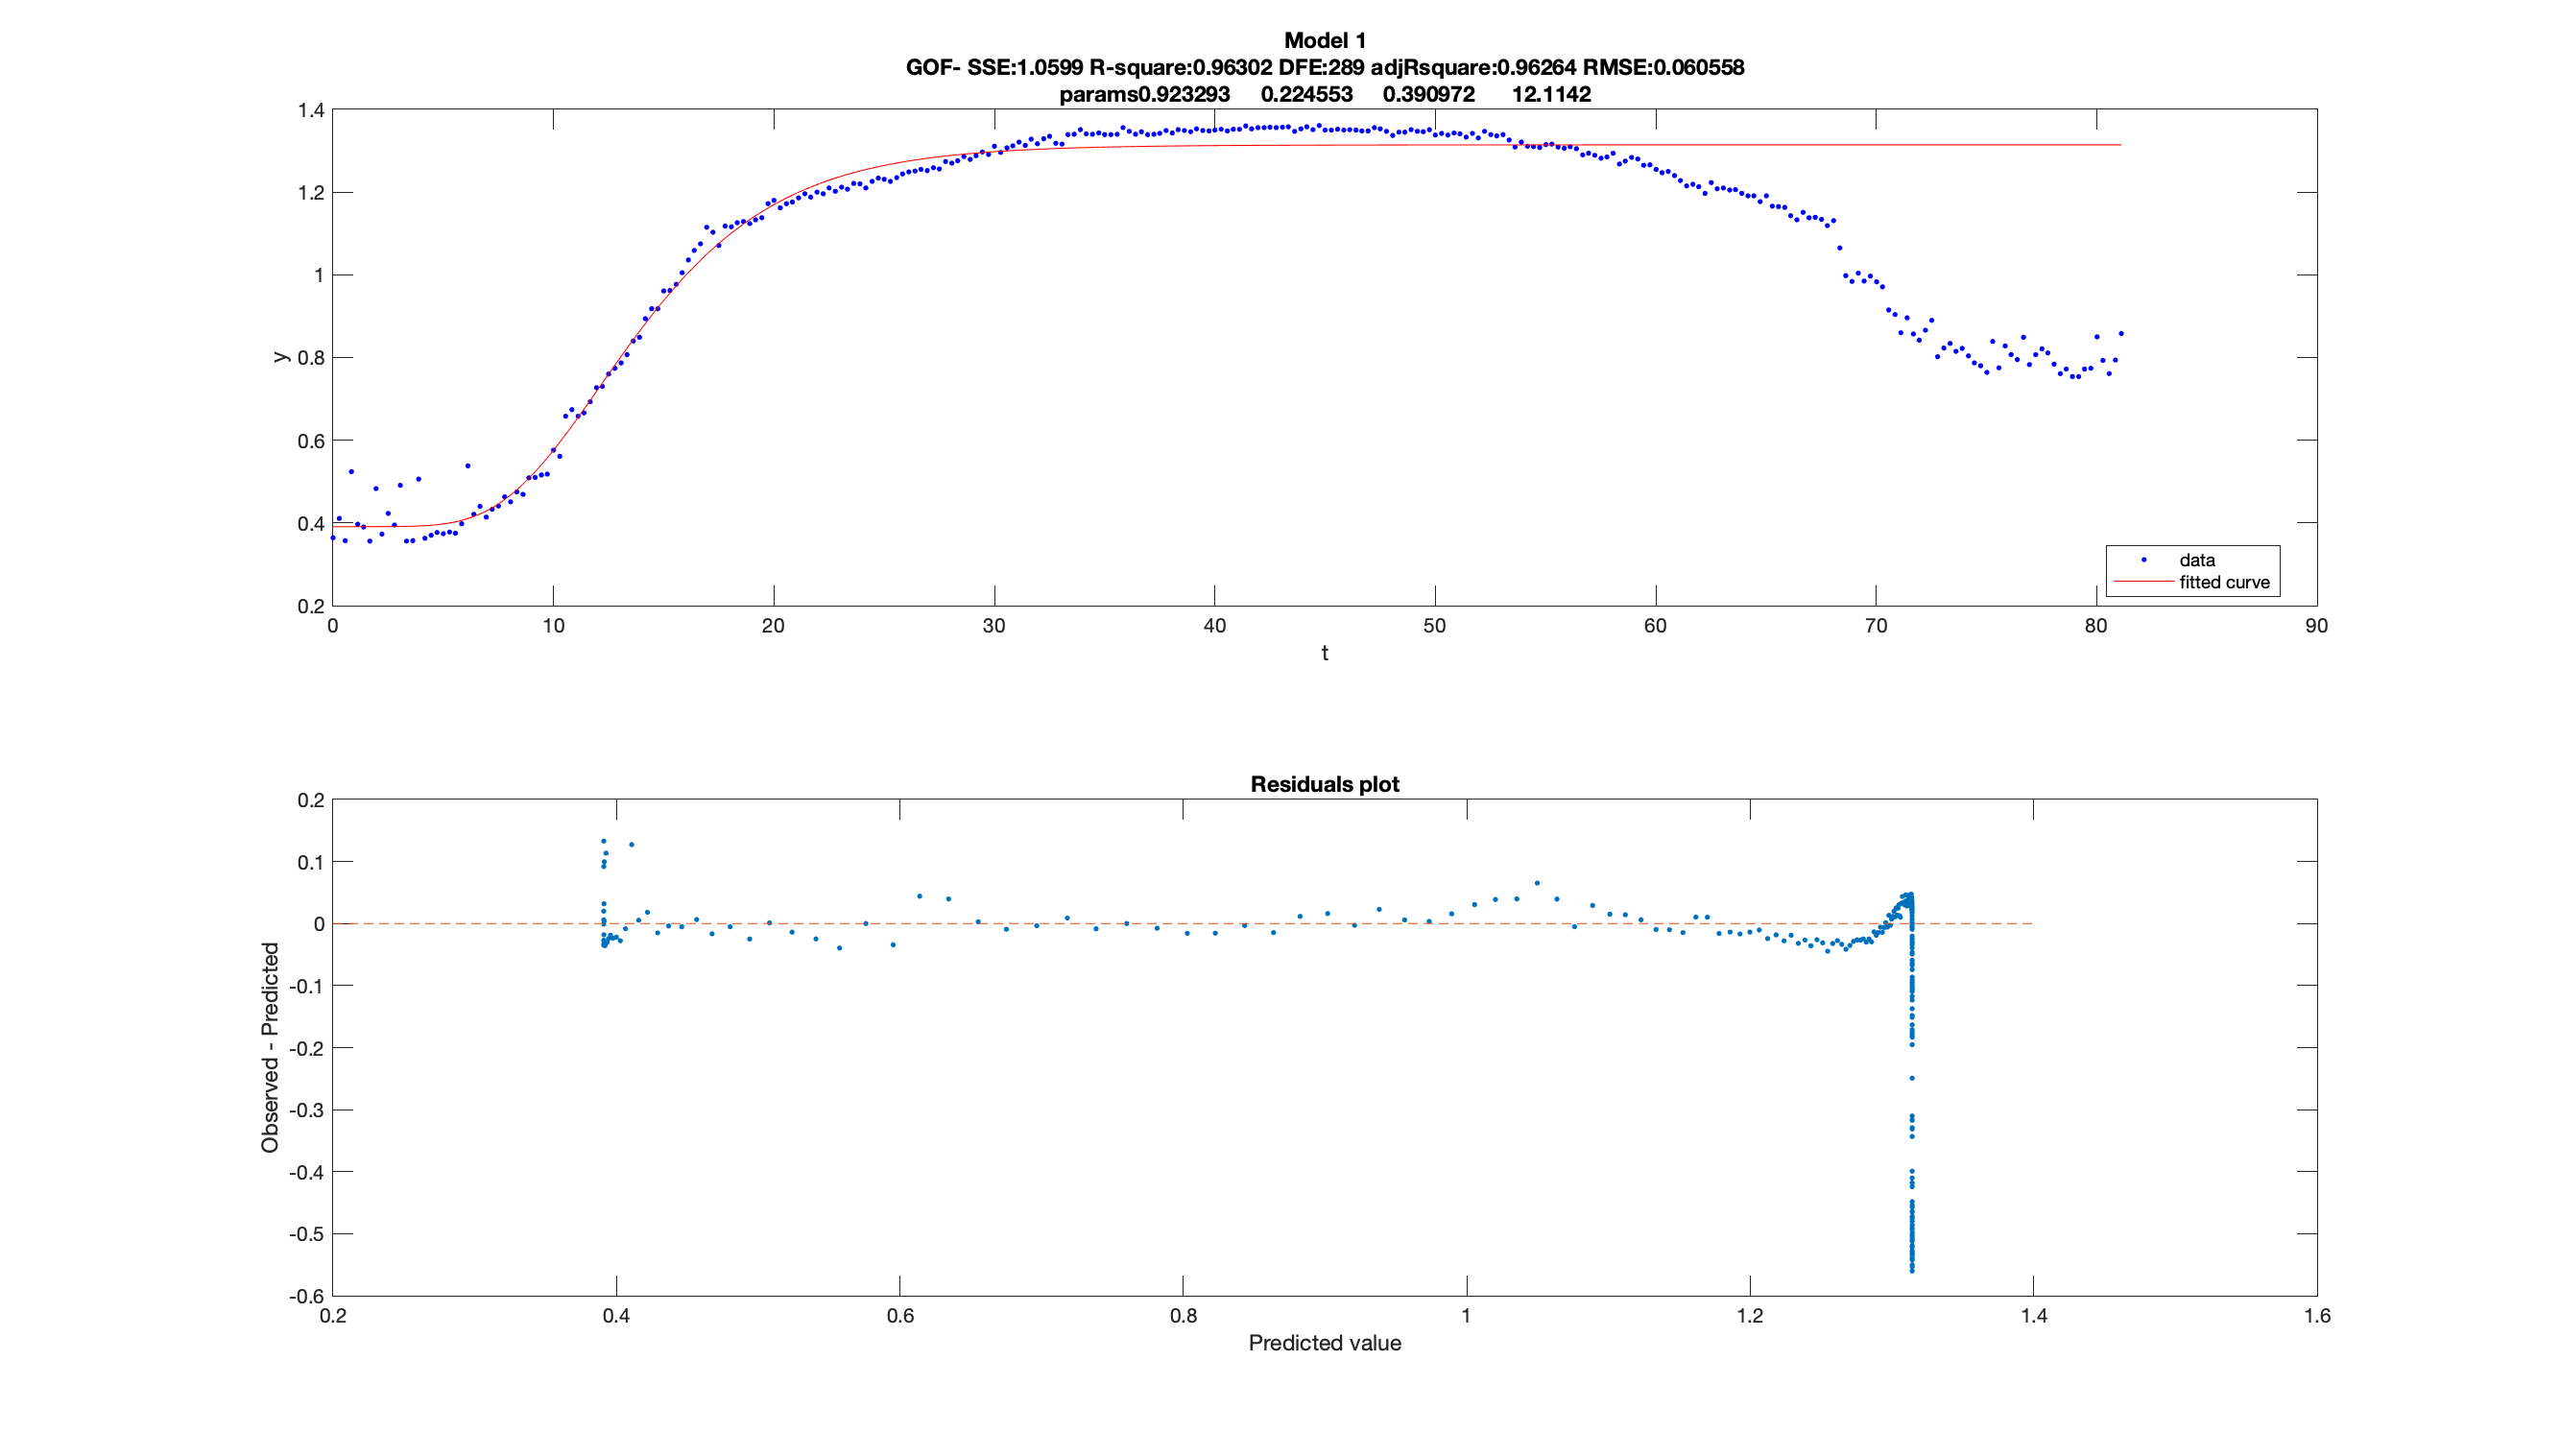 Model 1
GOF- SSE:1.0599 R-square:0.96302 DFE:289 adjRsquare:0.96264 RMSE:0.060558
params0.923293 0.224553 0.390972 12.1142
1.4
1.2
1
0.8
0.6
0.4
0.2
y
0 10 20 30 40 50 60 70 80 90
t
data
fitted curve
Residuals plot
0.2
0.1
0
-0.1
-0.2
-0.3
-0.4
-0.5
-0.6
Observed - Predicted
0.2 0.4 0.6 0.8 1 1.2 1.4 1.6
Predicted value